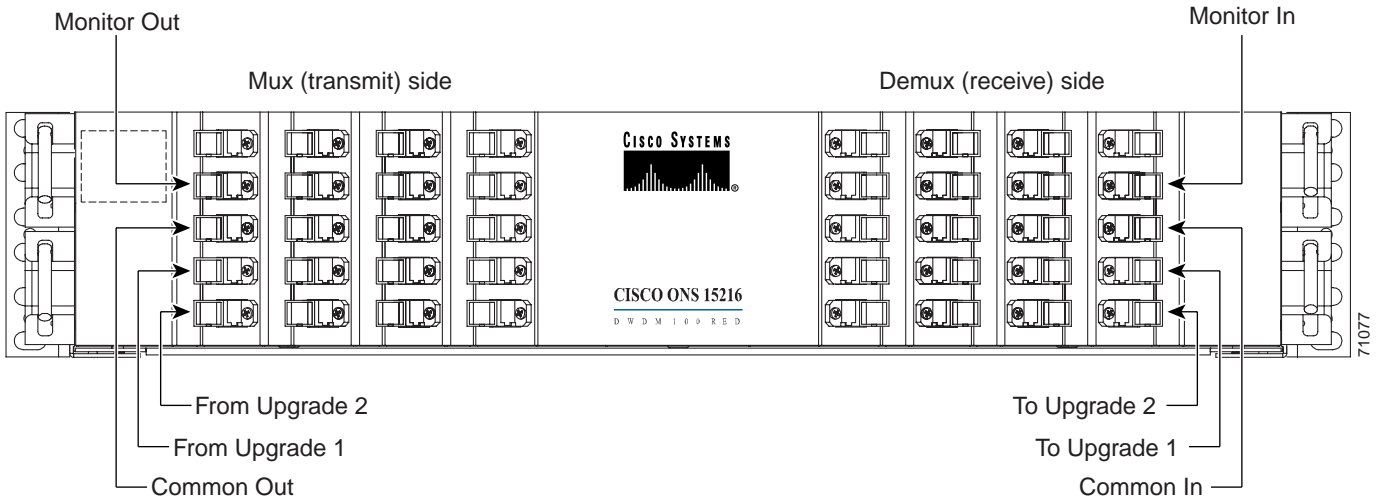 Monitor Out
Monitor In
Mux (transmit) side
Demux (receive) side
CISCO SYSTEMS
®
CISCO ONS 15216
DWDM 100 RED
71077
From Upgrade 2
To Upgrade 2
From Upgrade 1
To Upgrade 1
Common Out
Common In